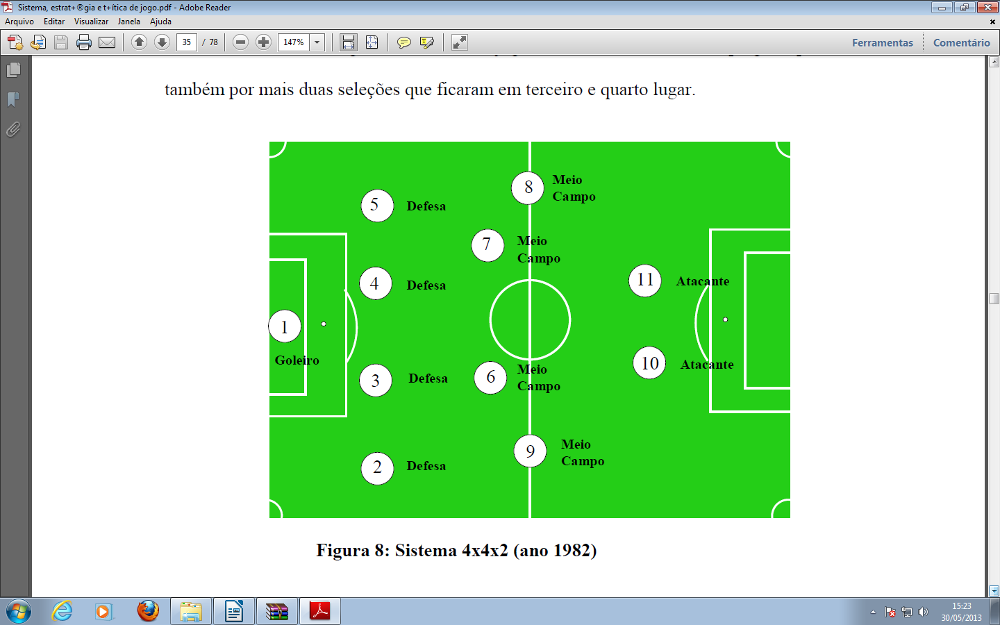 Sistema, estrat+®gia e t+ítica de jogo.pdf - Adobe Reader
Arquivo Editar Visualizar Janela Ajuda
35 / 78 147% Ferramentas Comentário
também por mais duas seleções que ficaram em terceiro e quarto lugar.
8 Meio
Campo
5 Defesa
7 Meio
Campo
4 Defesa
11 Atacante
1
Goleiro
10 Atacante
3 Defesa
6 Meio
Campo
9 Meio
Campo
2 Defesa
Figura 8: Sistema 4x4x2 (ano 1982)
15:23
30/05/2013